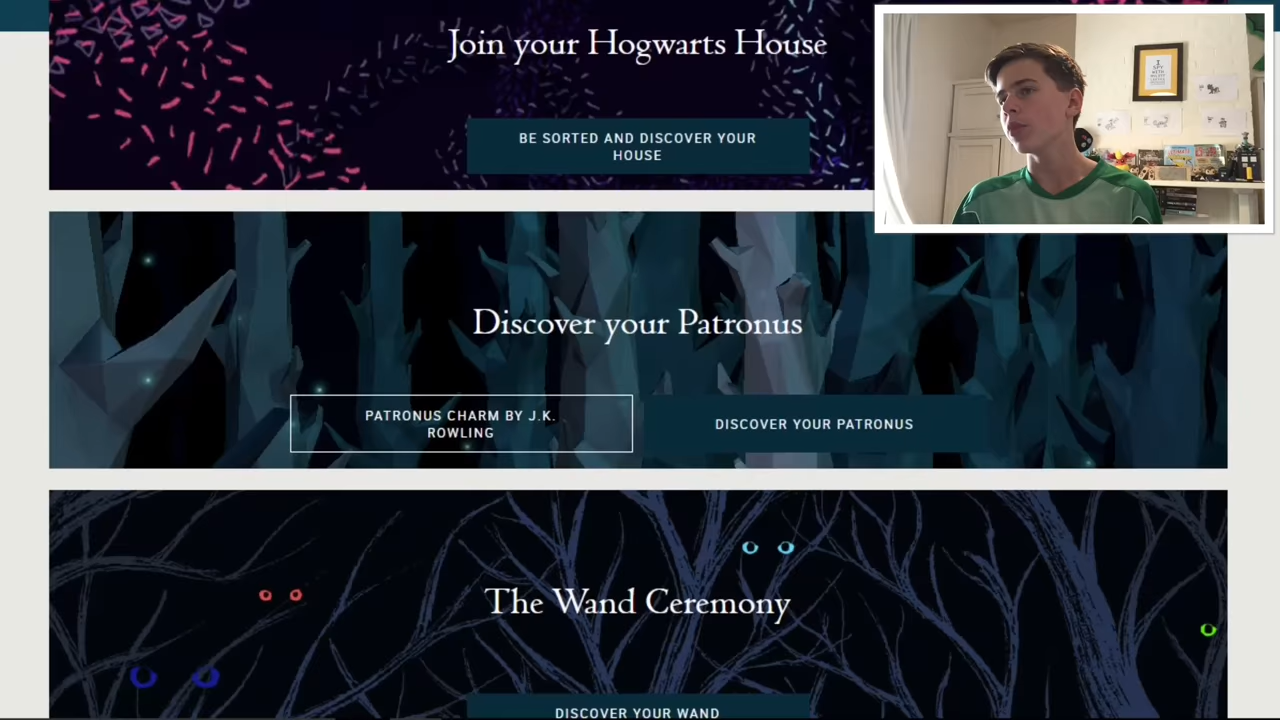 Join your Hogwarts House
BE SORTED AND DISCOVER YOUR
HOUSE
Discover your Patronus
PATRONUS CHARM BY J.K.
ROWLING
DISCOVER YOUR PATRONUS
The Wand Ceremony
DISCOVER YOUR WAND
I
SPY